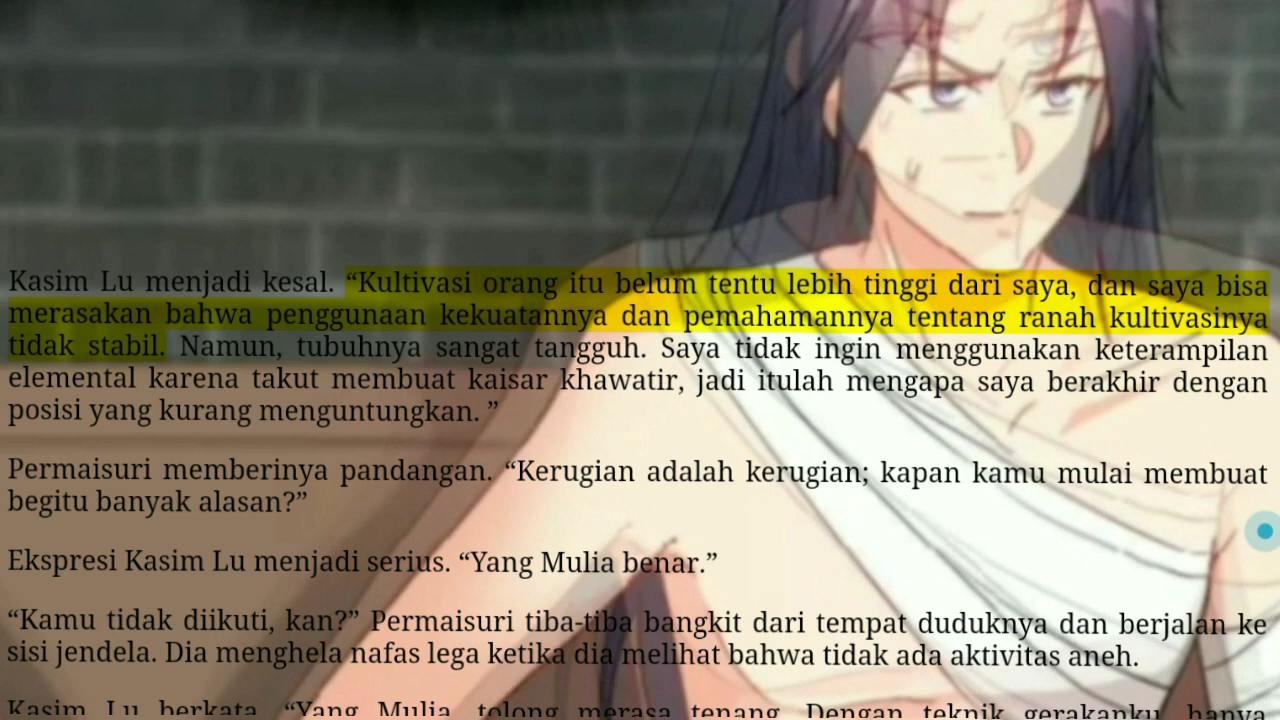 Kasim Lu menjadi kesal. “Kultivasi orang itu belum tentu lebih tinggi dari saya, dan saya bisa
merasakan bahwa penggunaan kekuatannya dan pemahamannya tentang ranah kultivasinya
tidak stabil. Namun, tubuhnya sangat tangguh. Saya tidak ingin menggunakan keterampilan
elemental karena takut membuat kaisar khawatir, jadi itulah mengapa saya berakhir dengan
posisi yang kurang menguntungkan. ”
Permaisuri memberinya pandangan. “Kerugian adalah kerugian; kapan kamu mulai membuat
begitu banyak alasan?”
Ekspresi Kasim Lu menjadi serius. “Yang Mulia benar.”
“Kamu tidak diikuti, kan?” Permaisuri tiba-tiba bangkit dari tempat duduknya dan berjalan ke
sisi jendela. Dia menghela nafas lega ketika dia melihat bahwa tidak ada aktivitas aneh.
Kasim Lu berkata, “Yang Mulia, tolong merasa tenang. Dengan teknik gerakanku, hanya